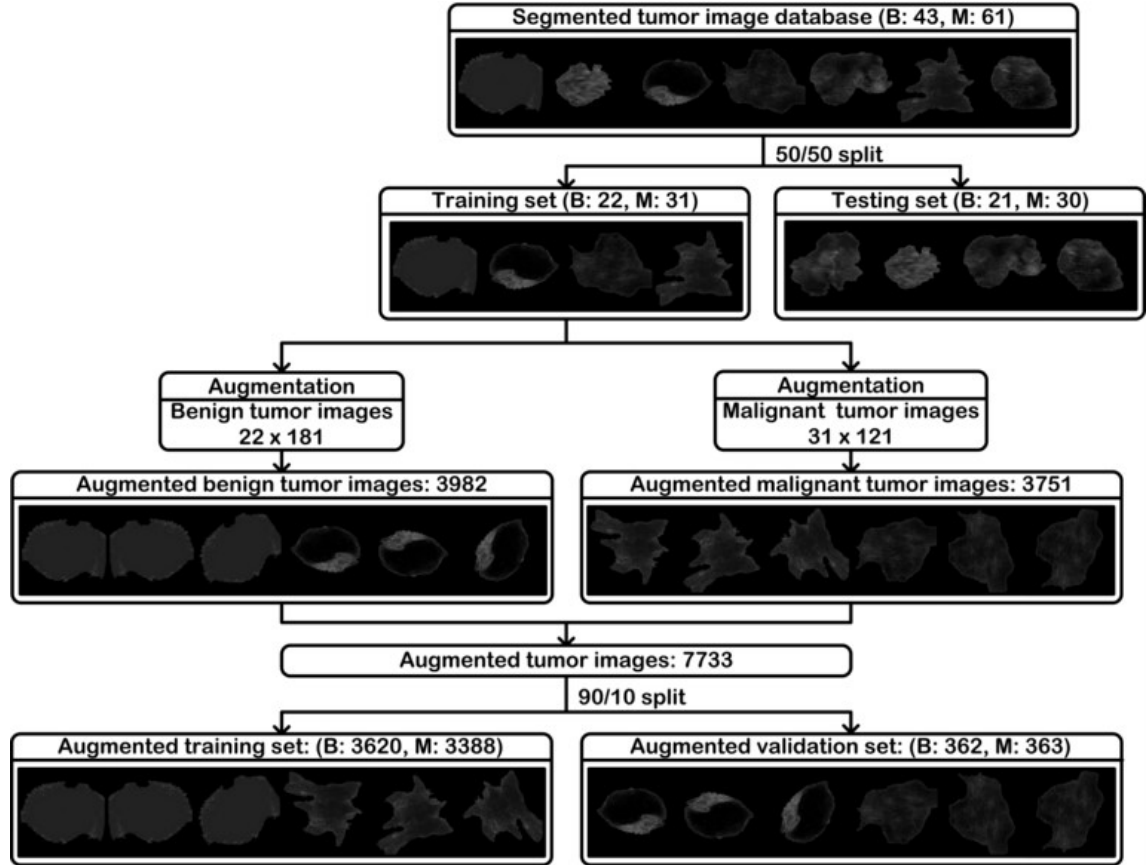 Segmented tumor image database (B: 43, M: 61)
50/50 split
Training set (B: 22, M: 31)
Testing set (B: 21, M: 30)
Augmentation
Benign tumor images
22 x 181
Augmentation
Malignant tumor images
31 x 121
Augmented benign tumor images: 3982
Augmented malignant tumor images: 3751
Augmented tumor images: 7733
90/10 split
Augmented training set: (B: 3620, M: 3388)
Augmented validation set: (B: 362, M: 363)